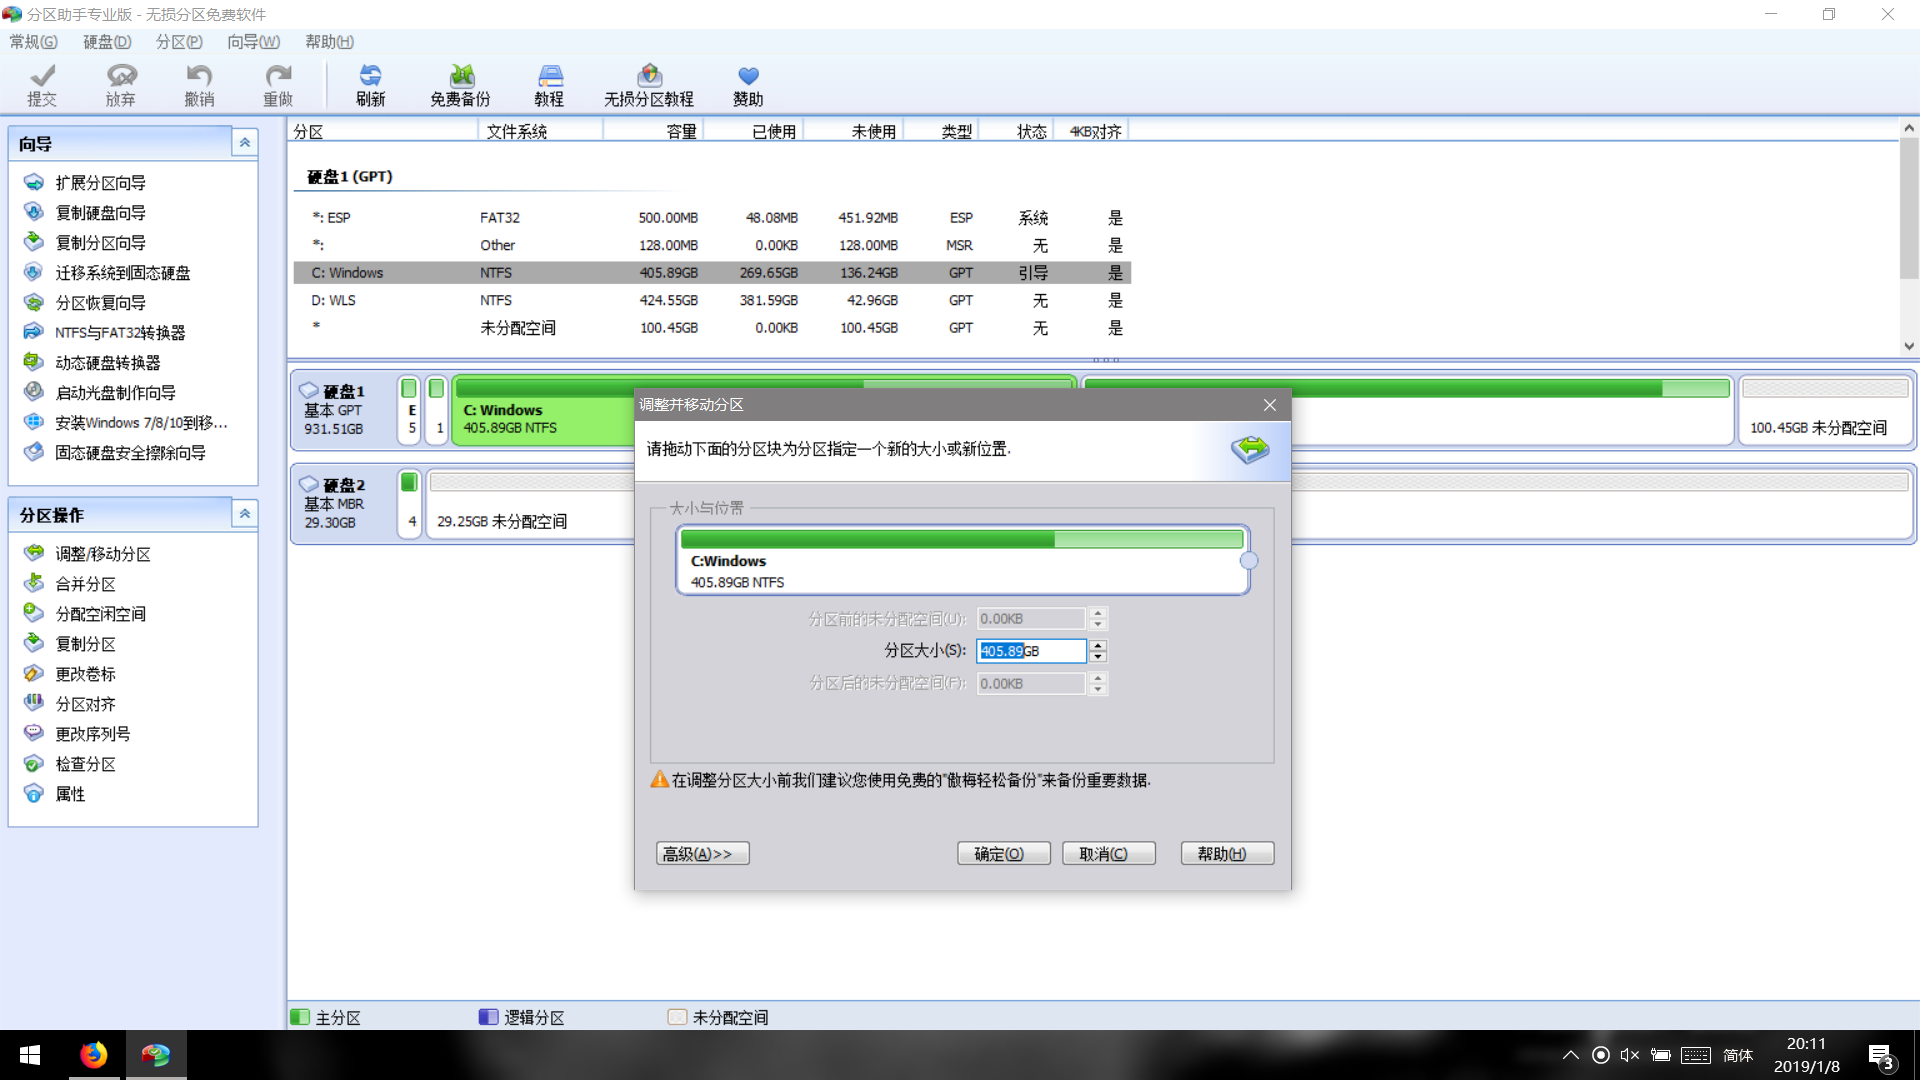 分区助手专业版 - 无损分区免费软件
常规(G) 硬盘(D) 分区(P) 向导(W) 帮助(H)
提交 放弃 撤销 重做 刷新 免费备份 教程 无损分区教程 赞助
向导
扩展分区向导
复制硬盘向导
复制分区向导
迁移系统到固态硬盘
分区恢复向导
NTFS与FAT32转换器
动态硬盘转换器
启动光盘制作向导
安装Windows 7/8/10到移...
固态硬盘安全擦除向导
分区操作
调整/移动分区
合并分区
分配空闲空间
复制分区
更改卷标
分区对齐
更改序列号
检查分区
属性
分区 文件系统 容量 已使用 未使用 类型 状态 4KB对齐
硬盘1 (GPT)
*: ESP FAT32 500.00MB 48.08MB 451.92MB ESP 系统 是
*: Other 128.00MB 0.00KB 128.00MB MSR 无 是
C: Windows NTFS 405.89GB 269.65GB 136.24GB GPT 引导 是
D: WLS NTFS 424.55GB 381.59GB 42.96GB GPT 无 是
* 未分配空间 100.45GB 0.00KB 100.45GB GPT 无 是
硬盘1
基本 GPT
931.51GB
E
5
1
C: Windows
405.89GB NTFS
100.45GB 未分配空间
硬盘2
基本 MBR
29.30GB
4
29.25GB 未分配空间
调整并移动分区
请拖动下面的分区块为分区指定一个新的大小或新位置.
大小与位置
C:Windows
405.89GB NTFS
分区前的未分配空间(U): 0.00KB
分区大小(S): 405.89GB
分区后的未分配空间(F): 0.00KB
在调整分区大小前我们建议您使用免费的"傲梅轻松备份"来备份重要数据.
高级(A)>> 确定(O) 取消(C) 帮助(H)
主分区 逻辑分区 未分配空间
简体
20:11
2019/1/8
3